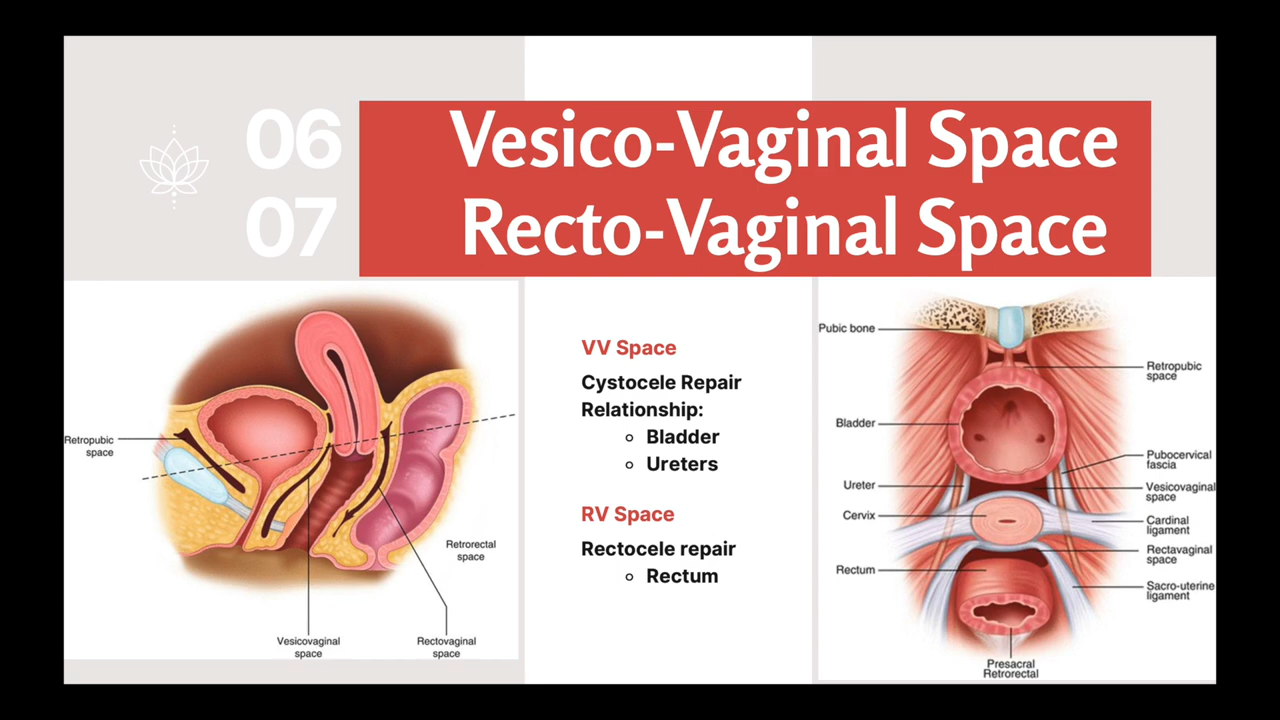 06
Vesico-Vaginal Space
07
Recto-Vaginal Space
Retropubic
space
Retrorectal
space
Vesicovaginal
space
Rectovaginal
space
VV Space
Cystocele Repair
Relationship:
Bladder
Ureters
RV Space
Rectocele repair
Rectum
Pubic bone
Bladder
Ureter
Cervix
Rectum
Retropubic
space
Pubocervical
fascia
Vesicovaginal
space
Cardinal
ligament
Rectavaginal
space
Sacro-uterine
ligament
Presacral
Retrorectal